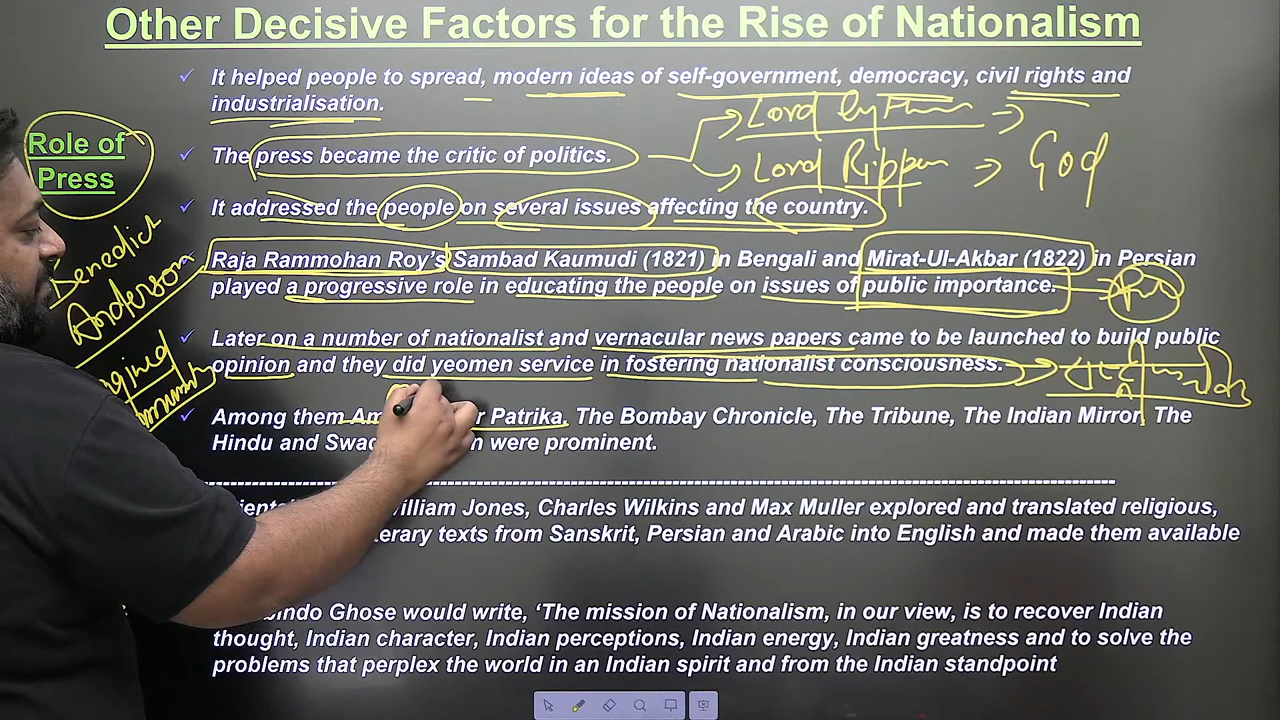 Other Decisive Factors for the Rise of Nationalism
It helped people to spread, modern ideas of self-government, democracy, civil rights and
industrialisation.
Lord Lytton
Role of
Press
The press became the critic of politics.
Lord Rippon → God
It addressed the people on several issues affecting the country.
Benedict
Anderson
Raja Rammohan Roy's Sambad Kaumudi (1821) in Bengali and Mirat-Ul-Akbar (1822) in Persian
played a progressive role in educating the people on issues of public importance.
Later on a number of nationalist and vernacular news papers came to be launched to build public
opinion and they did yeomen service in fostering nationalist consciousness.
Among them Patrika, The Bombay Chronicle, The Tribune, The Indian Mirror, The
Hindu and were prominent.
William Jones, Charles Wilkins and Max Muller explored and translated religious,
texts from Sanskrit, Persian and Arabic into English and made them available
Ghose would write, ‘The mission of Nationalism, in our view, is to recover Indian
thought, Indian character, Indian perceptions, Indian energy, Indian greatness and to solve the
problems that perplex the world in an Indian spirit and from the Indian standpoint